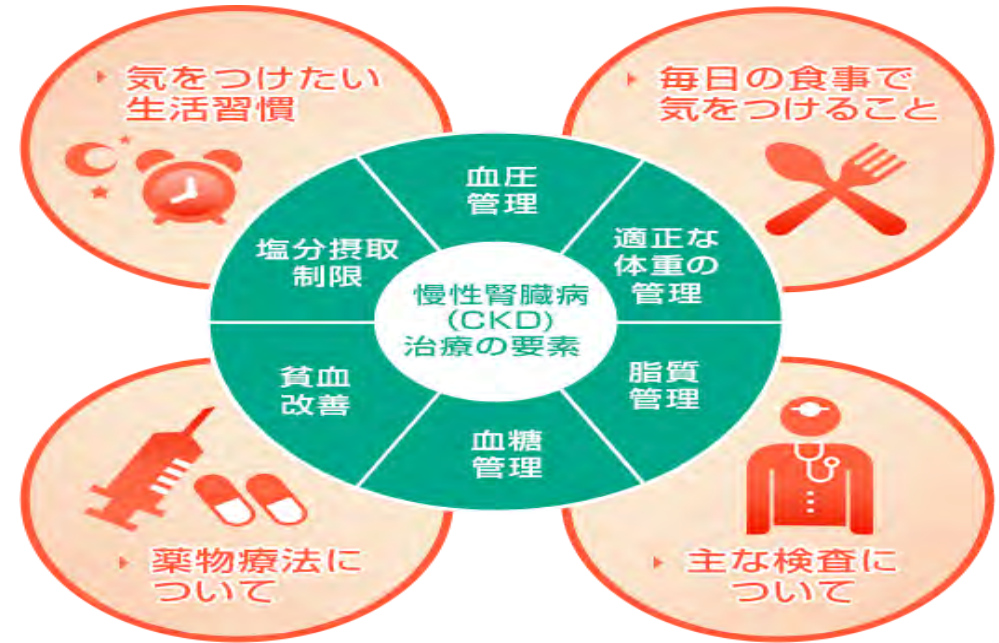 気をつけたい
生活習慣
毎日の食事で
気をつけること
血圧
管理
適正な
体重の
管理
脂質
管理
血糖
管理
貧血
改善
塩分摂取
制限
慢性腎臓病
(CKD)
治療の要素
薬物療法に
ついて
主な検査に
ついて